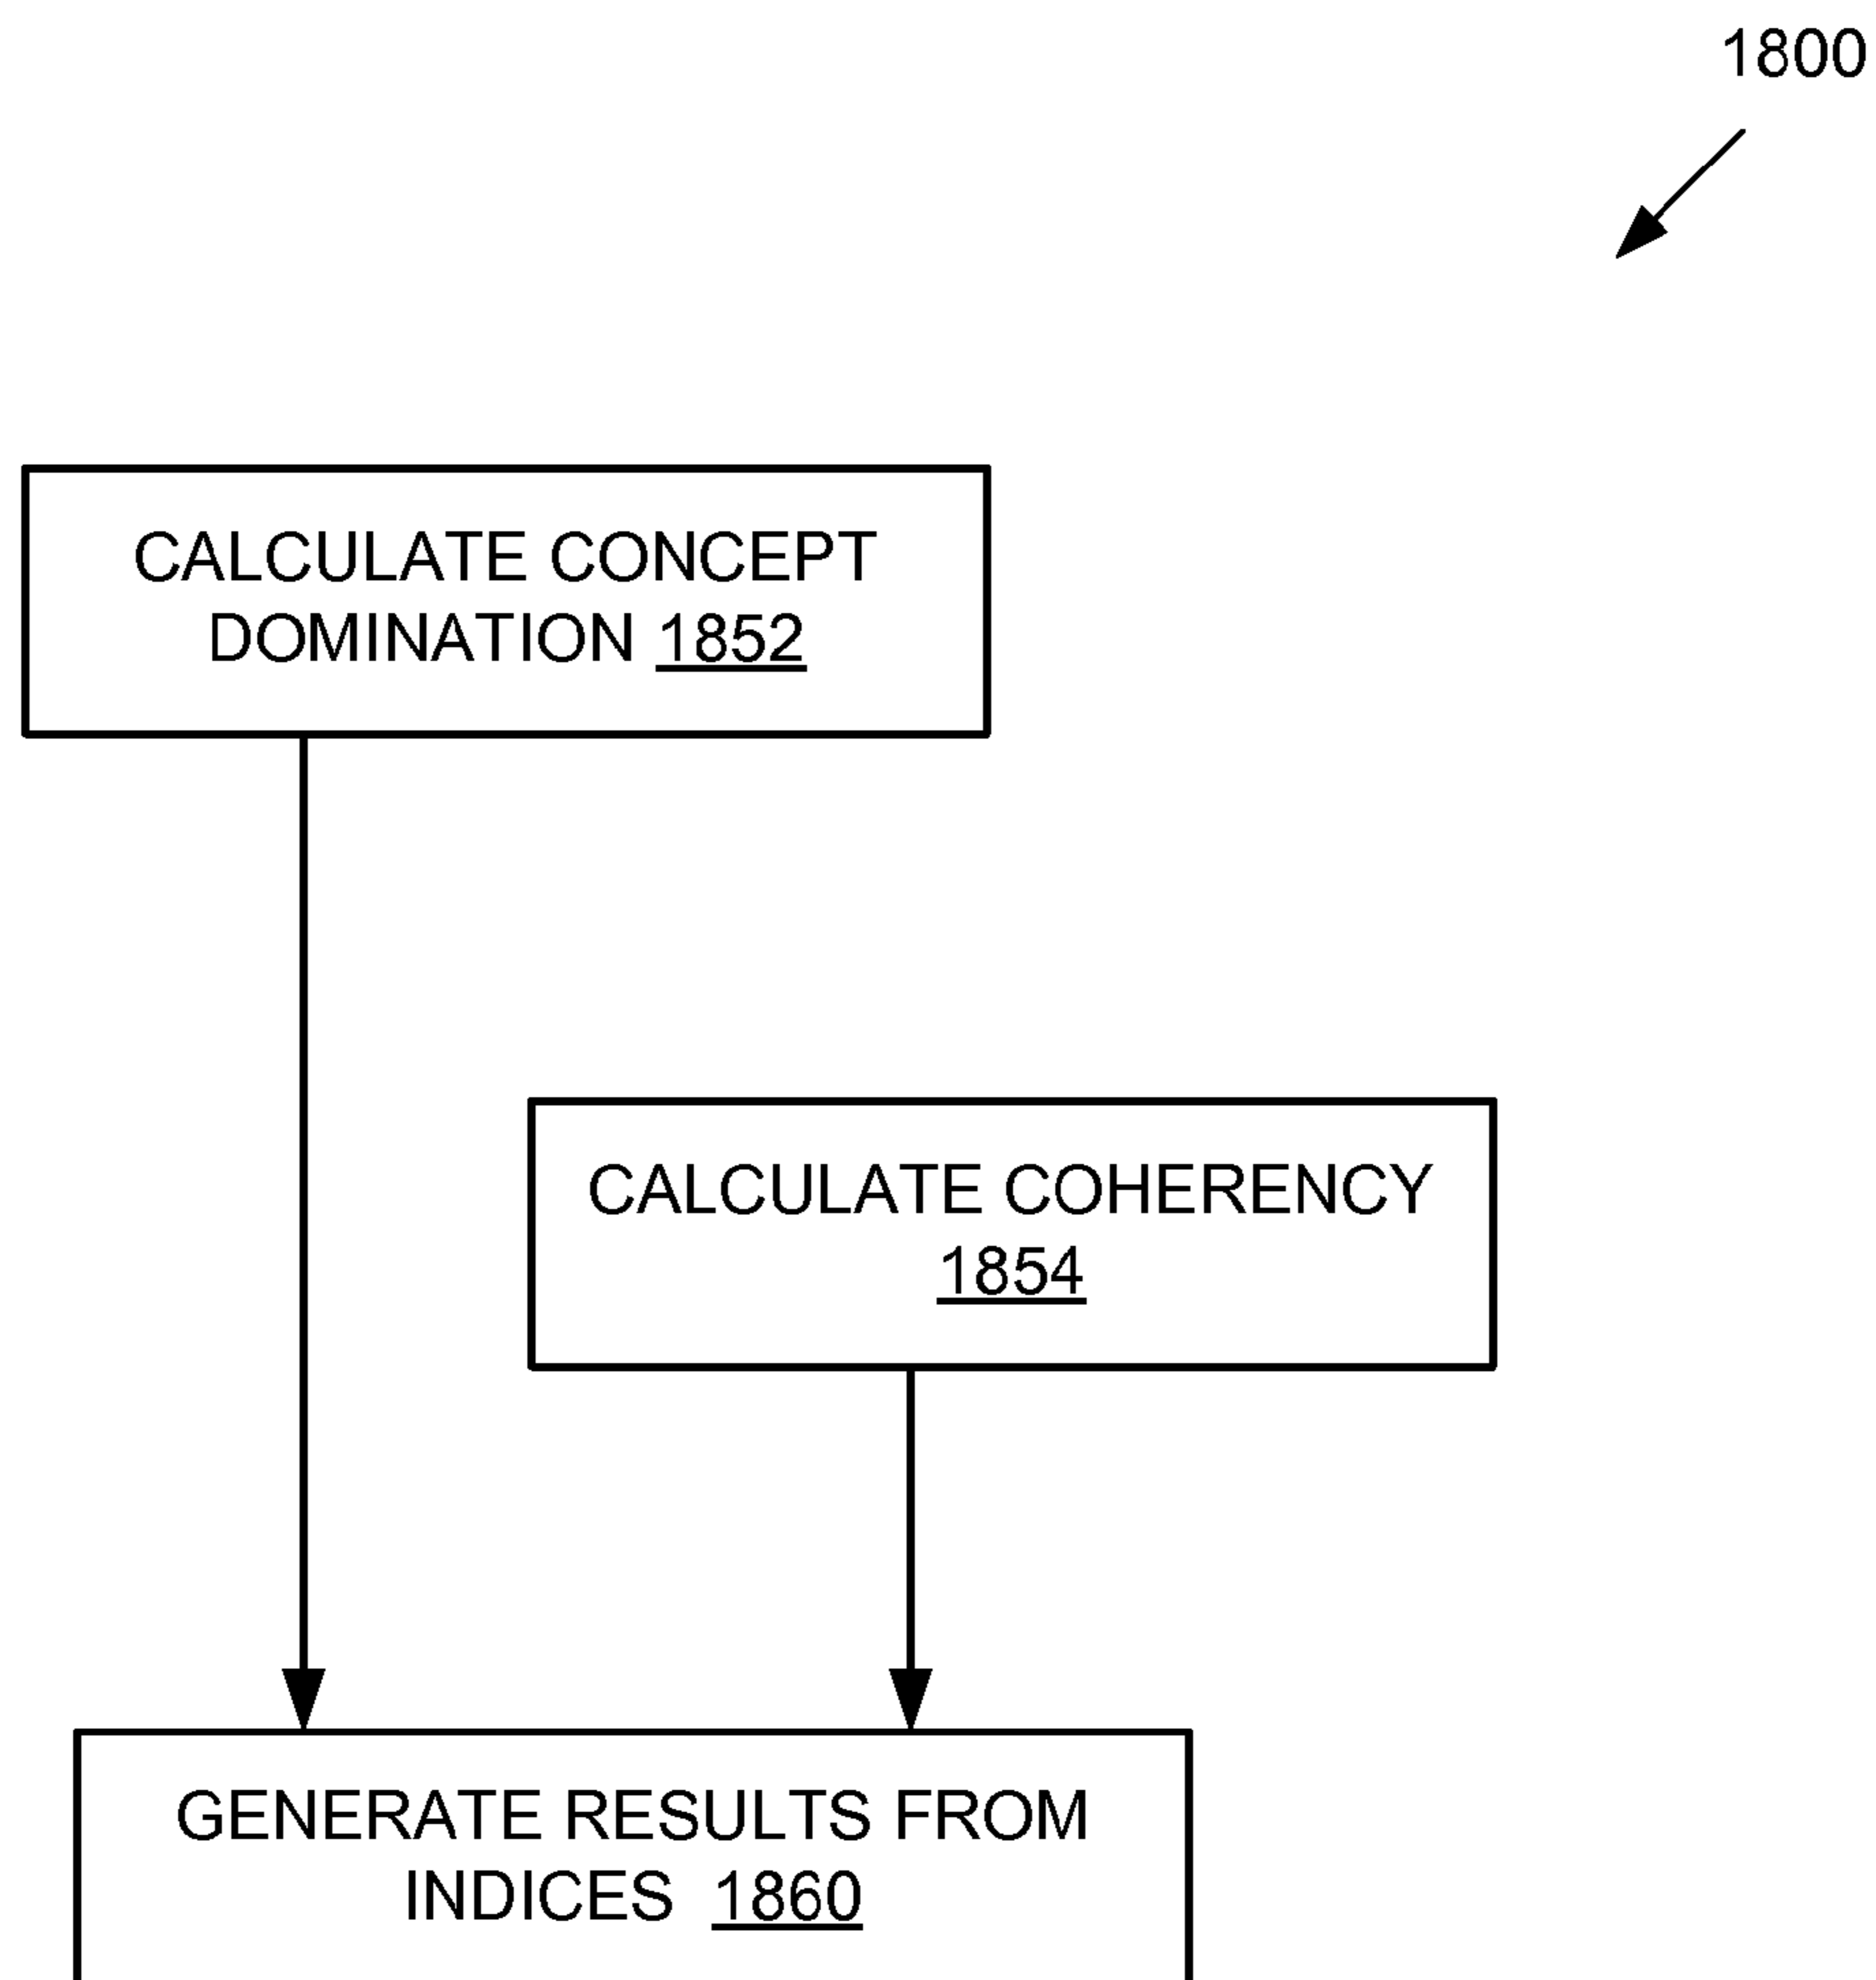 1800
CALCULATE CONCEPT
DOMINATION 1852
CALCULATE COHERENCY
1854
GENERATE RESULTS FROM
INDICES 1860